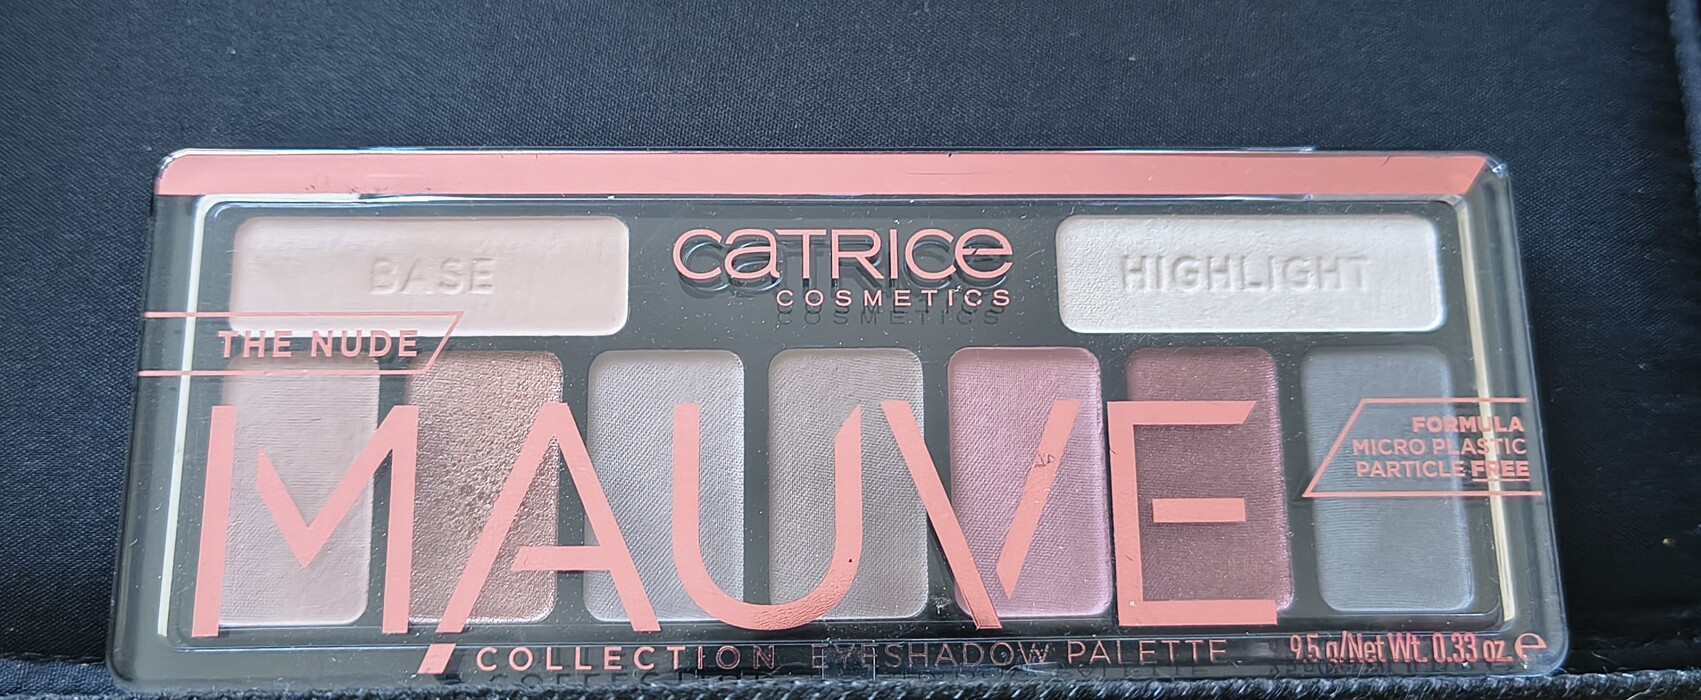 BASE
CATRICE
COSMETICS
HIGHLIGHT
THE NUDE
MAUVE
FORMULA
MICRO PLASTIC
PARTICLE FREE
COLLECTION EYESHADOW PALETTE
9.5 g/Net Wt. 0.33 oz. ℮